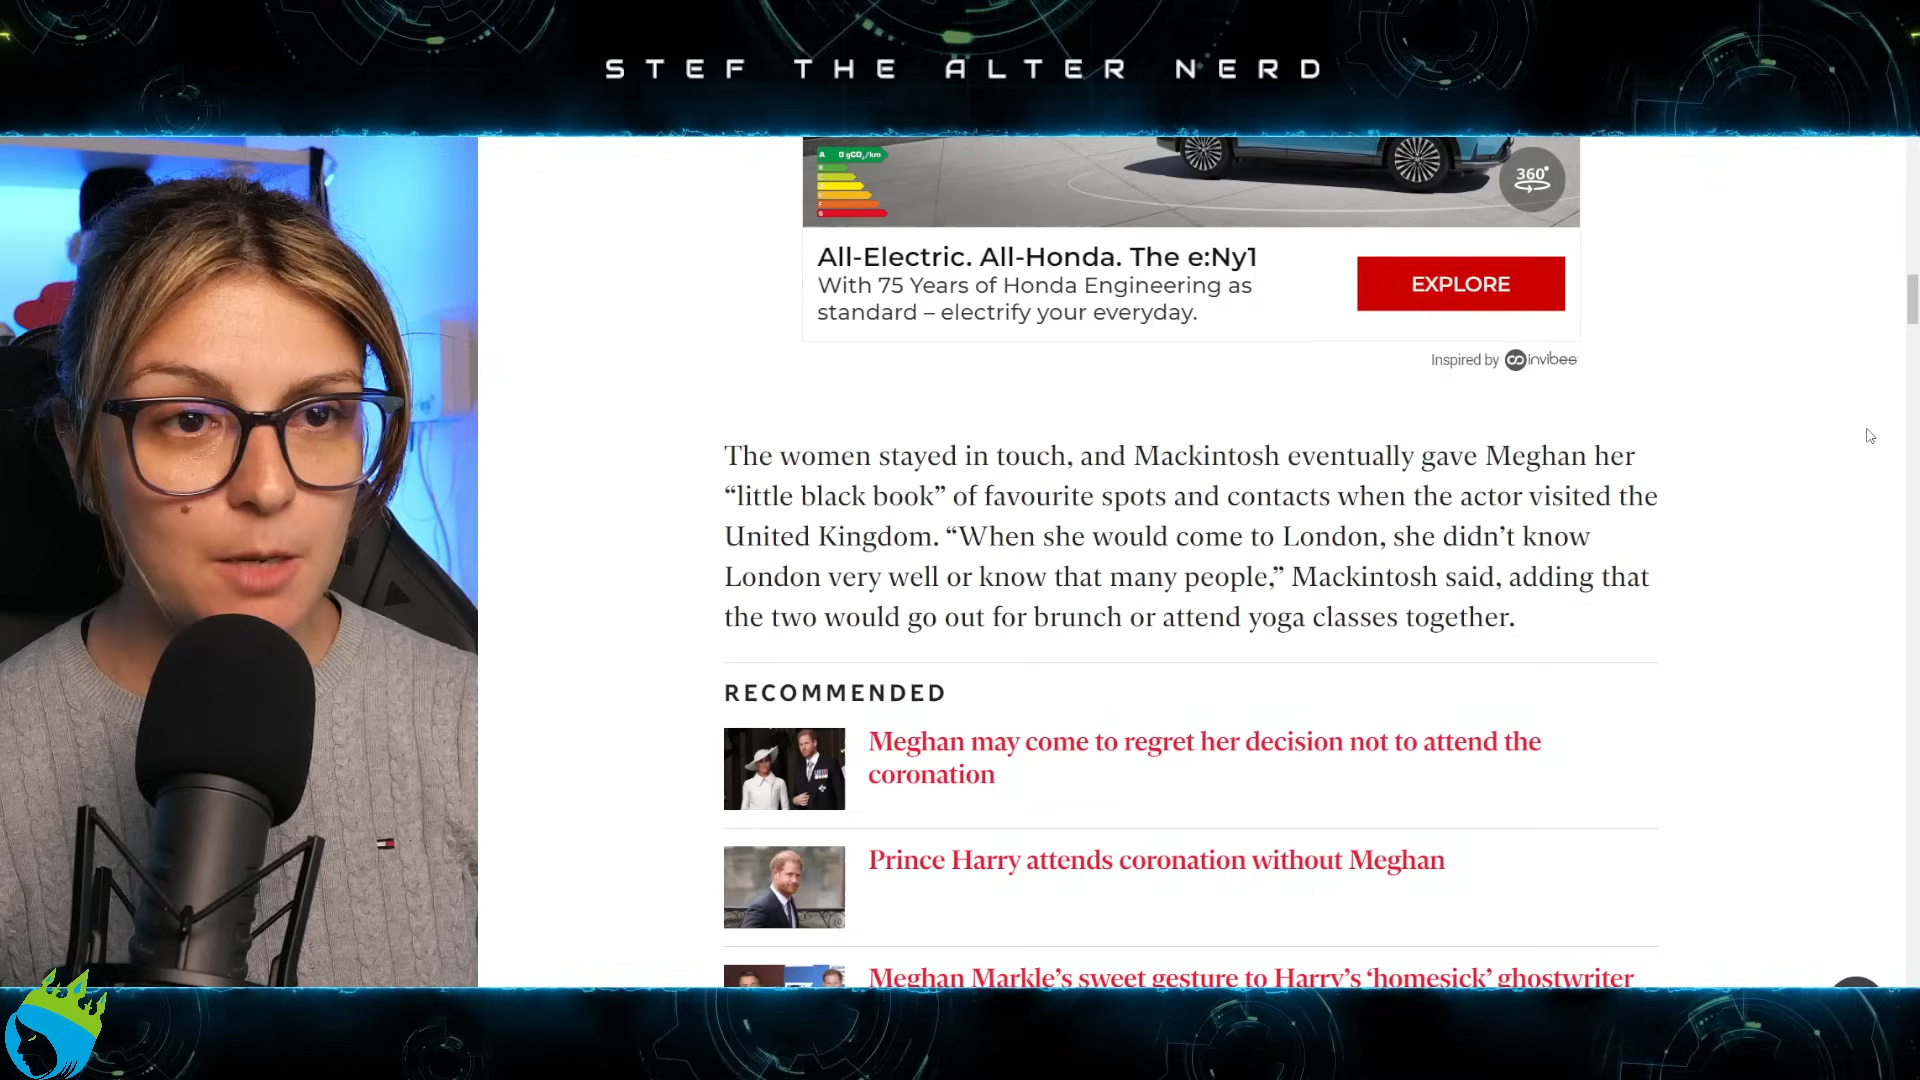 STEF THE ALTER NERD
A 0 gCO₂/km
B
C
D
E
F
G
360°
All-Electric. All-Honda. The e:Ny1
With 75 Years of Honda Engineering as
standard – electrify your everyday.
EXPLORE
Inspired by invibes
The women stayed in touch, and Mackintosh eventually gave Meghan her
“little black book” of favourite spots and contacts when the actor visited the
United Kingdom. “When she would come to London, she didn’t know
London very well or know that many people,” Mackintosh said, adding that
the two would go out for brunch or attend yoga classes together.
RECOMMENDED
Meghan may come to regret her decision not to attend the
coronation
Prince Harry attends coronation without Meghan
Meghan Markle’s sweet gesture to Harry’s ‘homesick’ ghostwriter